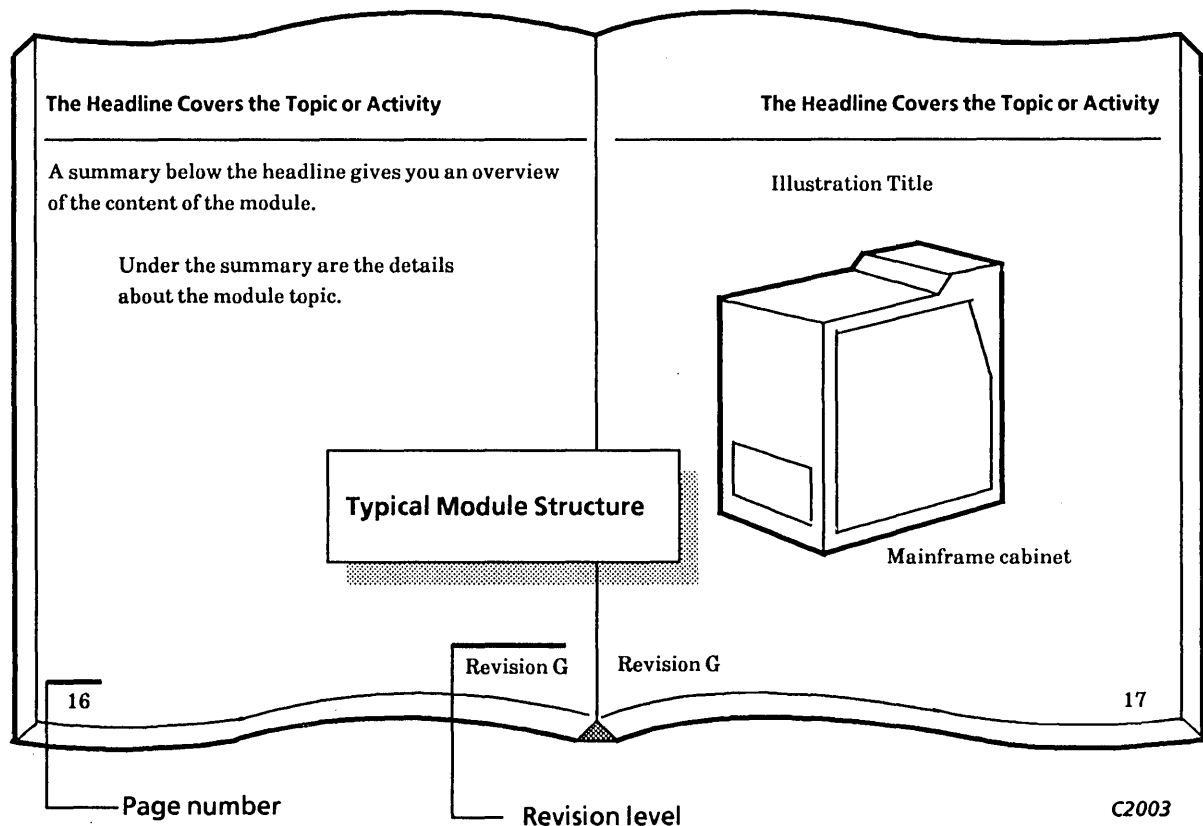 The Headline Covers the Topic or Activity
A summary below the headline gives you an overview
of the content of the module.
Under the summary are the details
about the module topic.
The Headline Covers the Topic or Activity
Illustration Title
Mainframe cabinet
Typical Module Structure
Revision G
Revision G
16
17
Page number
Revision level
C2003